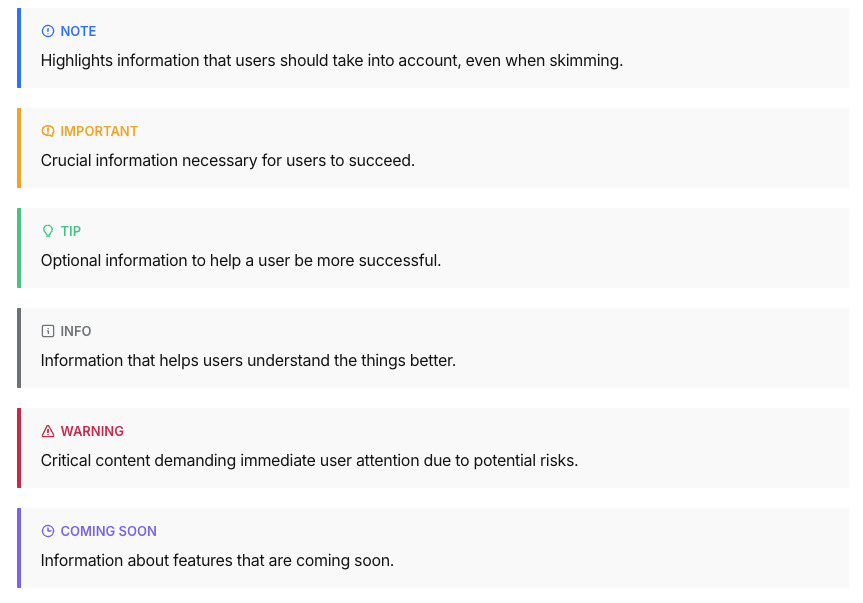 NOTE
Highlights information that users should take into account, even when skimming.
IMPORTANT
Crucial information necessary for users to succeed.
TIP
Optional information to help a user be more successful.
INFO
Information that helps users understand the things better.
WARNING
Critical content demanding immediate user attention due to potential risks.
COMING SOON
Information about features that are coming soon.